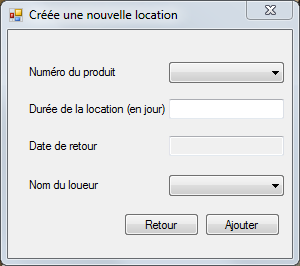 Créée une nouvelle location
Numéro du produit
Durée de la location (en jour)
Date de retour
Nom du loueur
Retour Ajouter